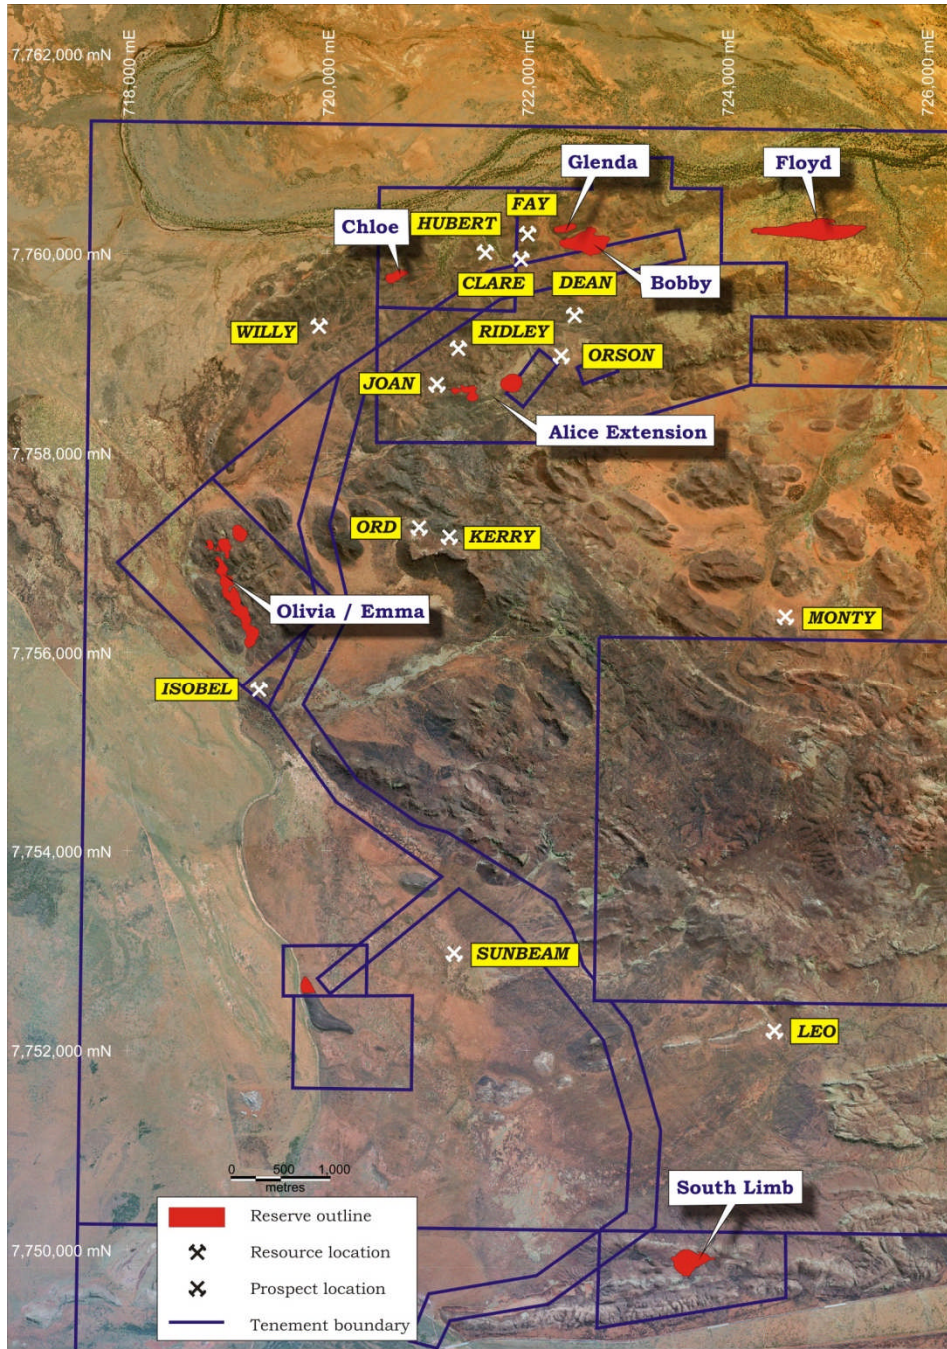 7,762,000 mN
718,000 mE
720,000 mE
722,000 mE
724,000 mE
726,000 mE
Glenda
Floyd
FAY
HUBERT
Chloe
7,760,000 mN
CLARE
DEAN
Bobby
WILLY
RIDLEY
ORSON
JOAN
Alice Extension
7,758,000 mN
ORD
KERRY
Olivia / Emma
MONTY
7,756,000 mN
ISOBEL
7,754,000 mN
SUNBEAM
LEO
7,752,000 mN
0 500 1,000
metres
South Limb
Reserve outline
7,750,000 mN
Resource location
Prospect location
Tenement boundary